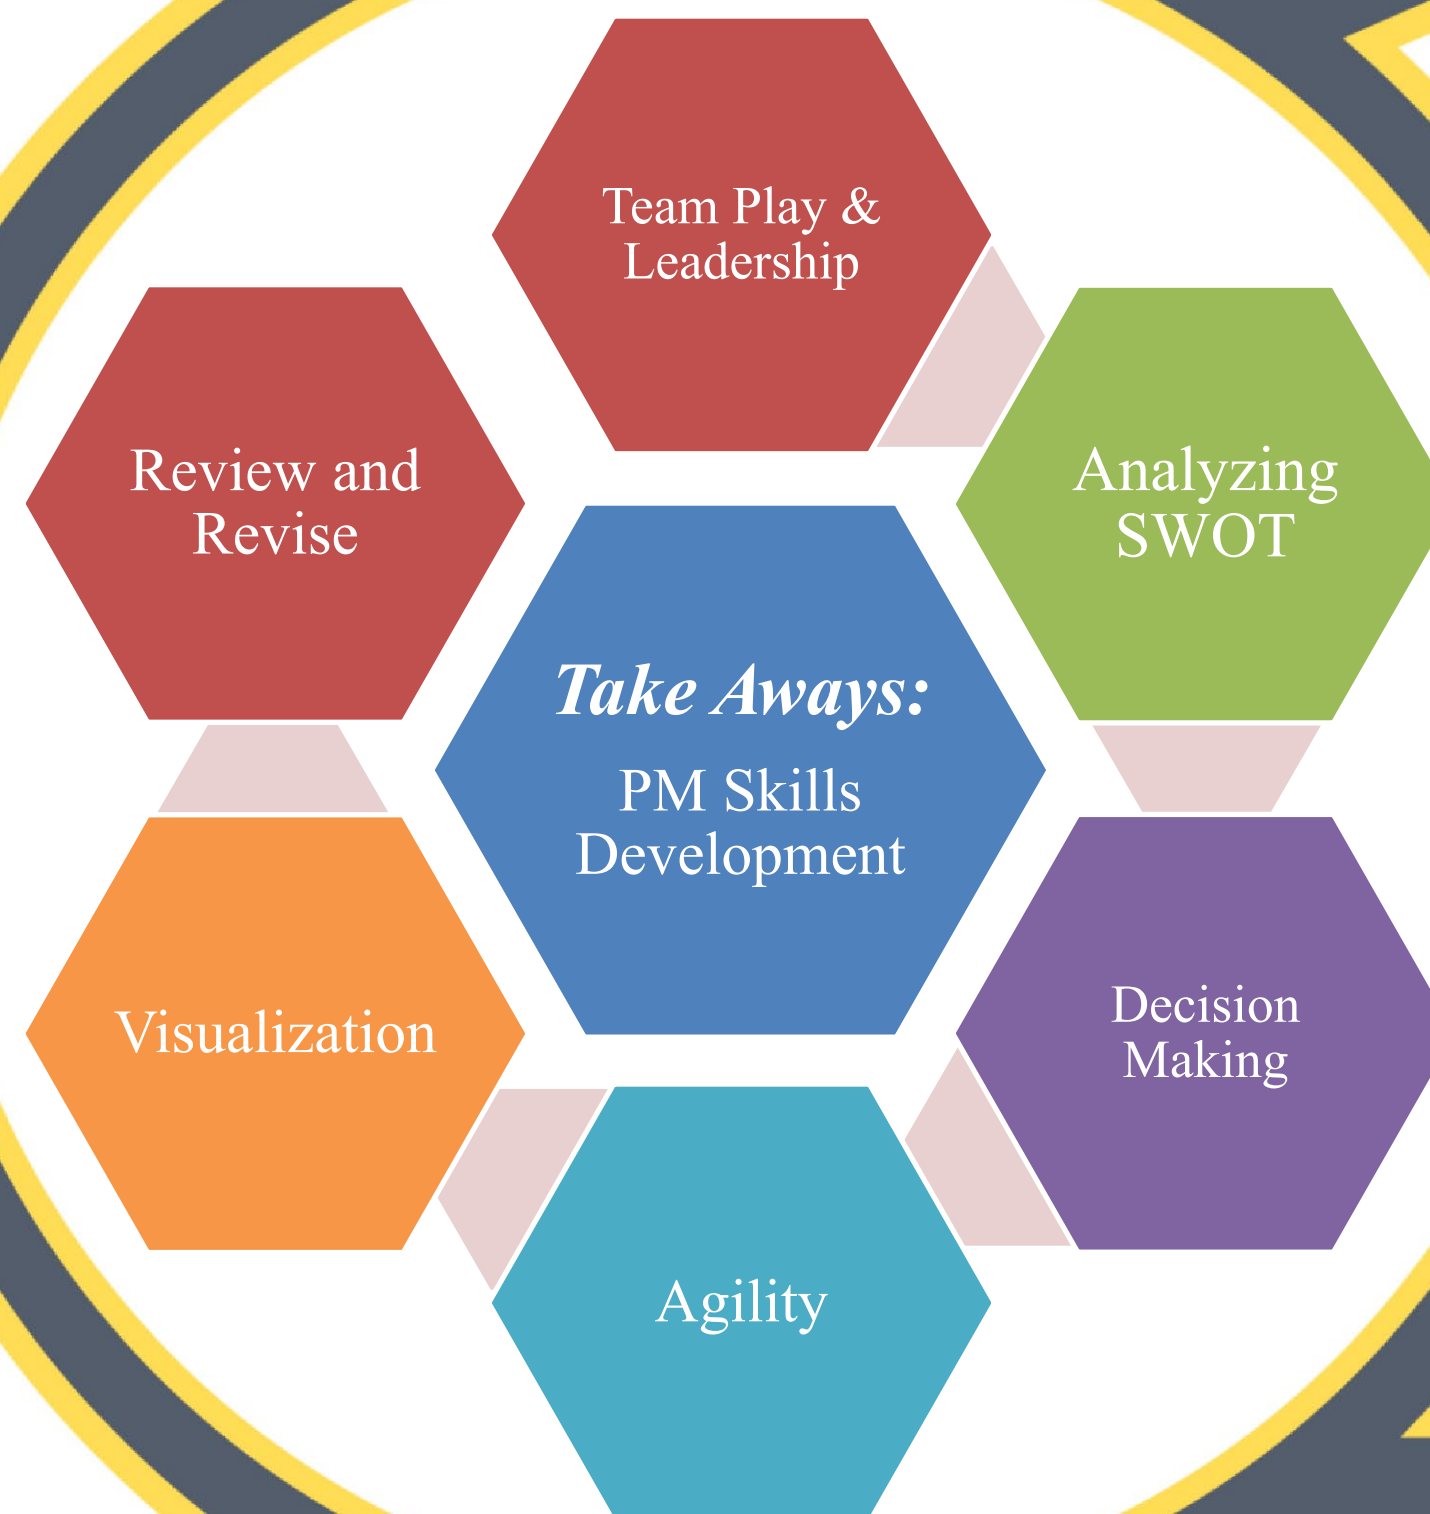 Team Play &
Leadership
Review and
Revise
Analyzing
SWOT
Take Aways:
PM Skills
Development
Visualization
Decision
Making
Agility